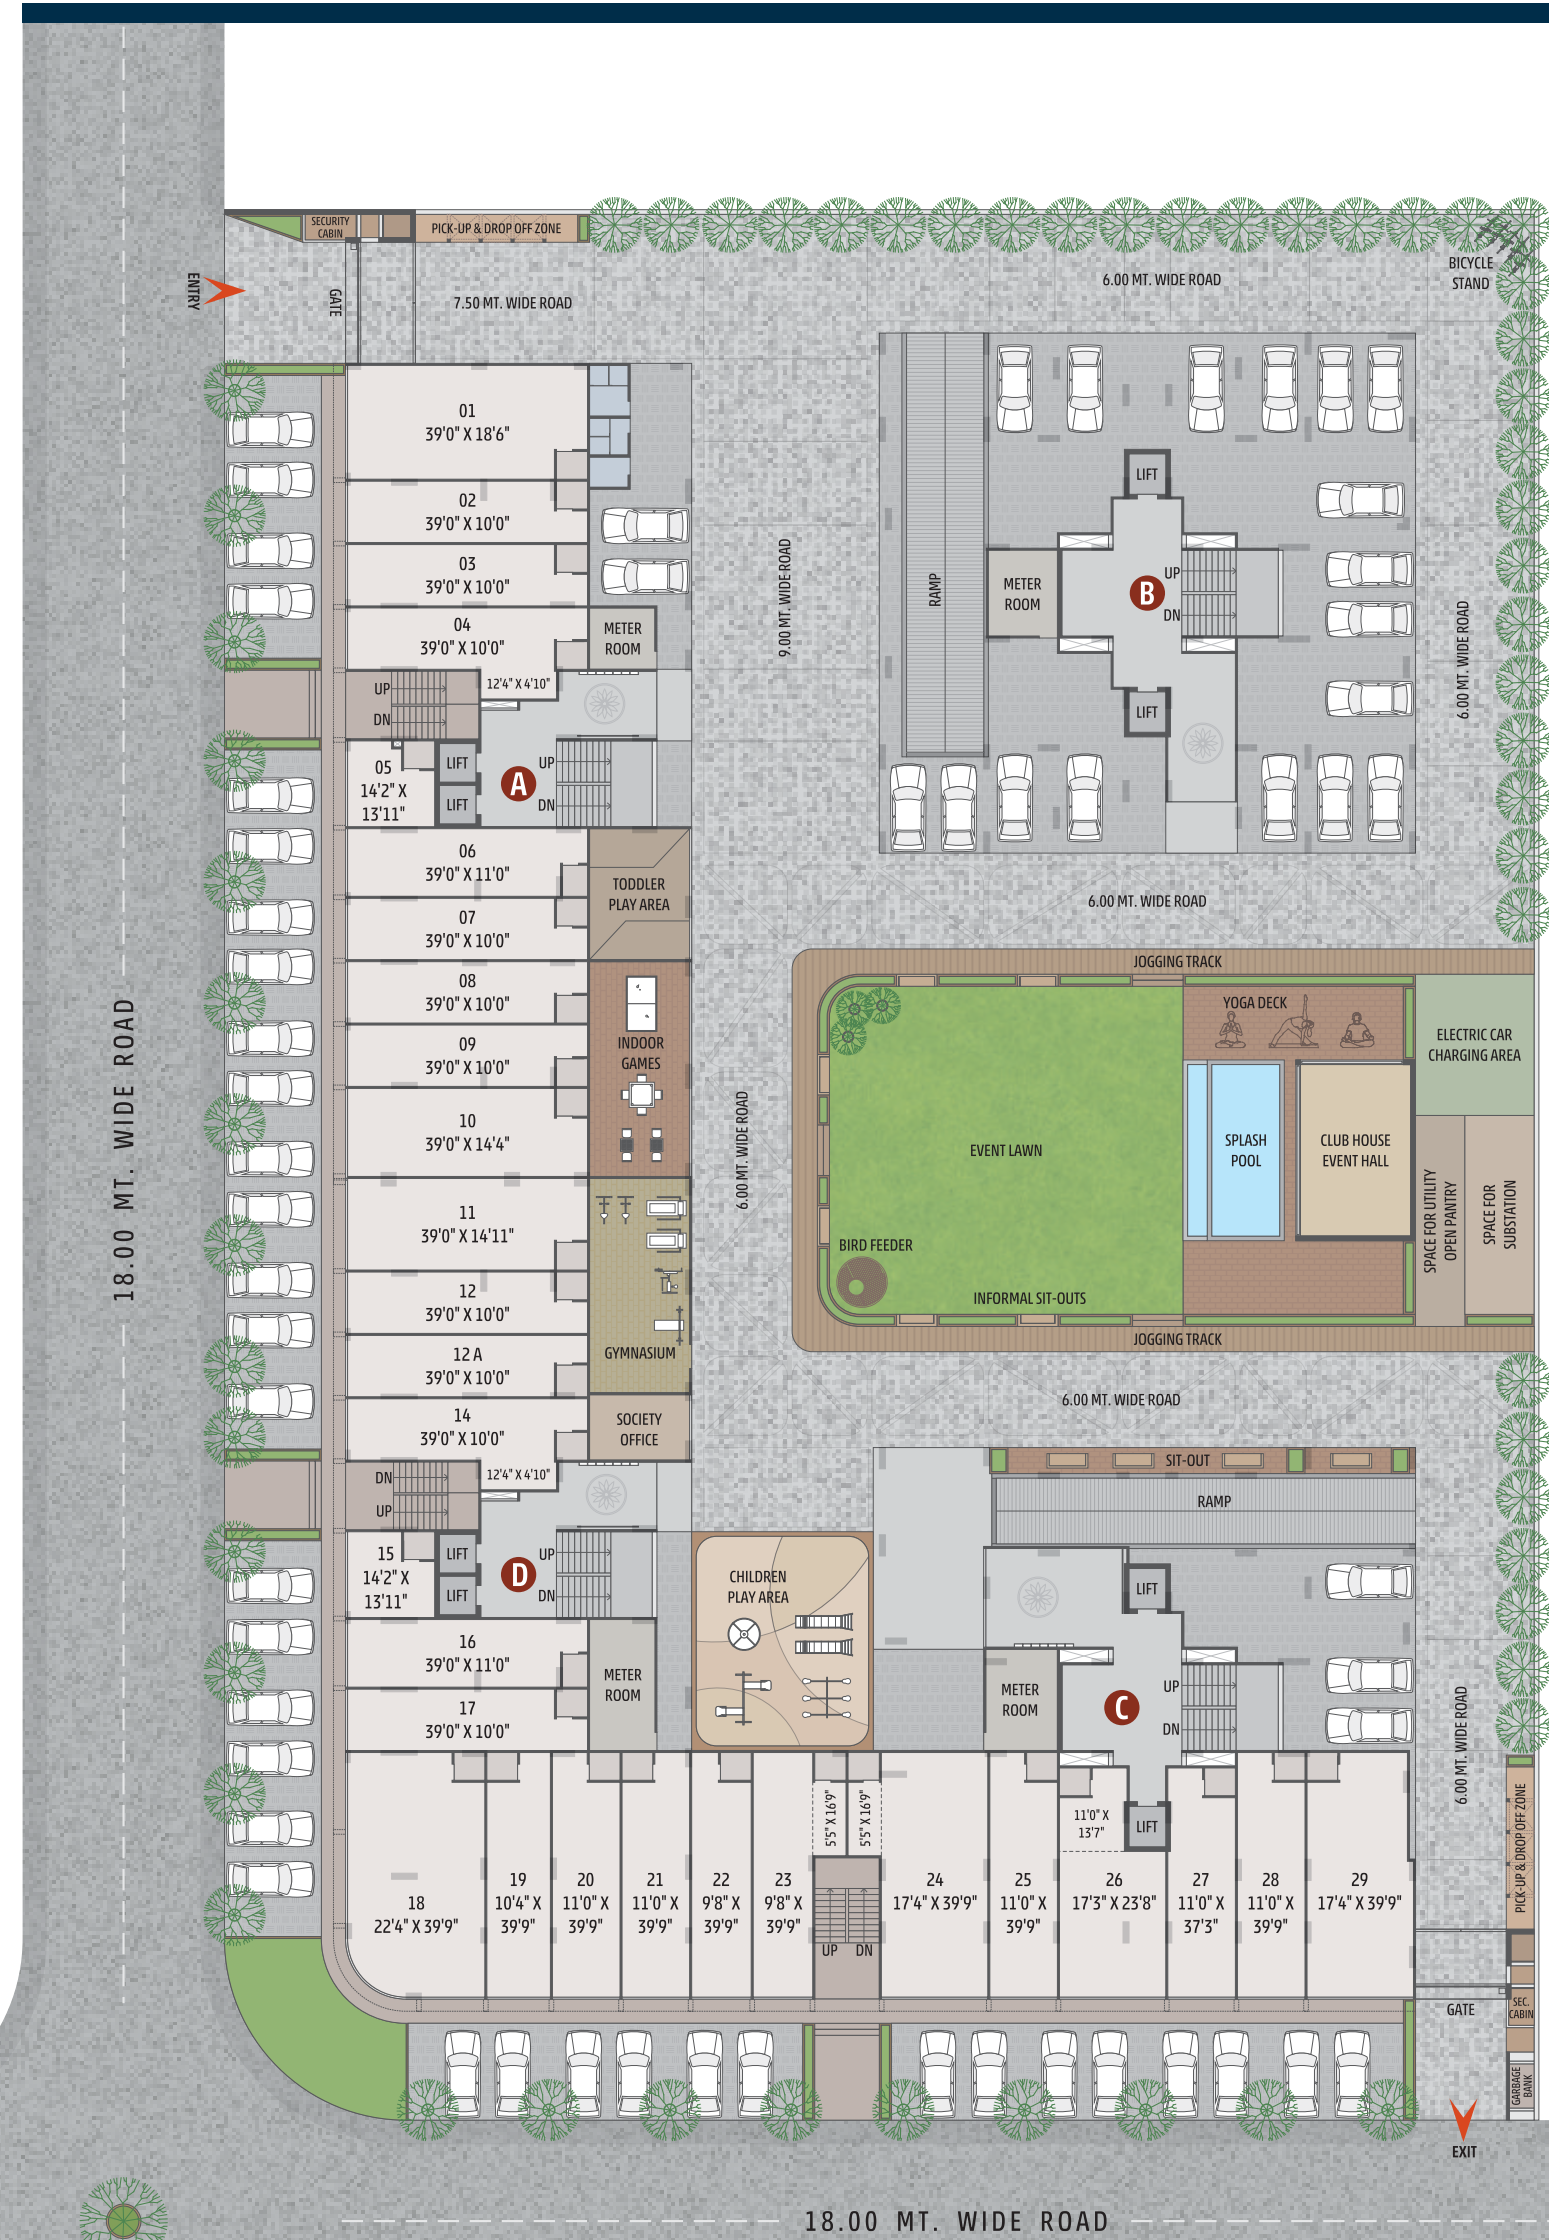 SECURITY
CABIN
PICK-UP & DROP OFF ZONE
ENTRY
GATE
7.50 MT. WIDE ROAD
6.00 MT. WIDE ROAD
BICYCLE
STAND
01
39'0" X 18'6"
02
39'0" X 10'0"
03
39'0" X 10'0"
04
39'0" X 10'0"
METER
ROOM
12'4" X 4'10"
UP
DN
05
14'2" X
13'11"
LIFT
LIFT
A
UP
DN
9.00 MT. WIDE ROAD
RAMP
METER
ROOM
LIFT
B
UP
DN
LIFT
6.00 MT. WIDE ROAD
06
39'0" X 11'0"
07
39'0" X 10'0"
TODDLER
PLAY AREA
6.00 MT. WIDE ROAD
08
39'0" X 10'0"
09
39'0" X 10'0"
10
39'0" X 14'4"
INDOOR
GAMES
18.00 MT. WIDE ROAD
6.00 MT. WIDE ROAD
JOGGING TRACK
YOGA DECK
ELECTRIC CAR
CHARGING AREA
EVENT LAWN
SPLASH
POOL
CLUB HOUSE
EVENT HALL
SPACE FOR UTILITY
OPEN PANTRY
SPACE FOR
SUBSTATION
BIRD FEEDER
INFORMAL SIT-OUTS
JOGGING TRACK
11
39'0" X 14'11"
12
39'0" X 10'0"
12 A
39'0" X 10'0"
GYMNASIUM
14
39'0" X 10'0"
SOCIETY
OFFICE
6.00 MT. WIDE ROAD
12'4" X 4'10"
DN
UP
15
14'2" X
13'11"
LIFT
LIFT
D
UP
DN
SIT-OUT
RAMP
CHILDREN
PLAY AREA
16
39'0" X 11'0"
17
39'0" X 10'0"
METER
ROOM
METER
ROOM
LIFT
C
UP
DN
LIFT
6.00 MT. WIDE ROAD
PICK-UP & DROP OFF ZONE
18
22'4" X 39'9"
19
10'4" X
39'9"
20
11'0" X
39'9"
21
11'0" X
39'9"
22
9'8" X
39'9"
23
9'8" X
39'9"
5'5" X 16'9"
5'5" X 16'9"
UP
DN
24
17'4" X 39'9"
25
11'0" X
39'9"
11'0" X
13'7"
26
17'3" X 23'8"
27
11'0" X
37'3"
28
11'0" X
39'9"
29
17'4" X 39'9"
GATE
SEC.
CABIN
GARBAGE
BANK
EXIT
18.00 MT. WIDE ROAD